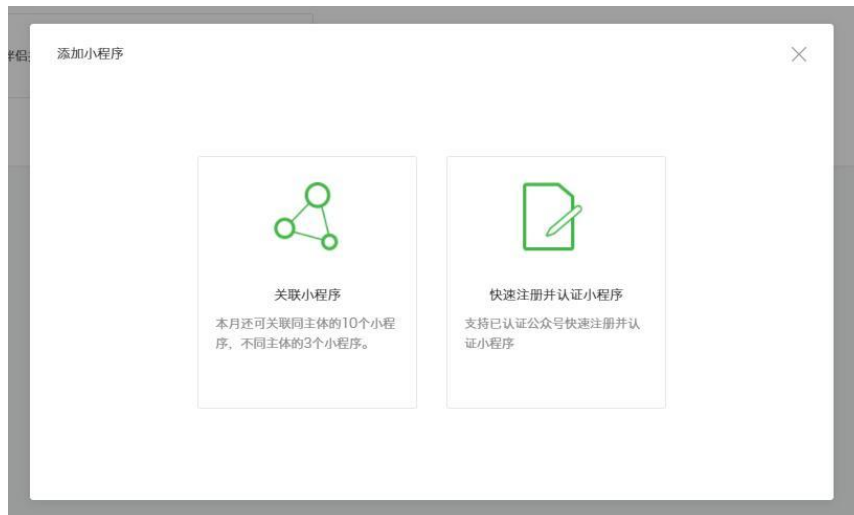 添加小程序
伴侣
关联小程序
本月还可关联同主体的10个小程
序，不同主体的3个小程序。
快速注册并认证小程序
支持已认证公众号快速注册并认
证小程序